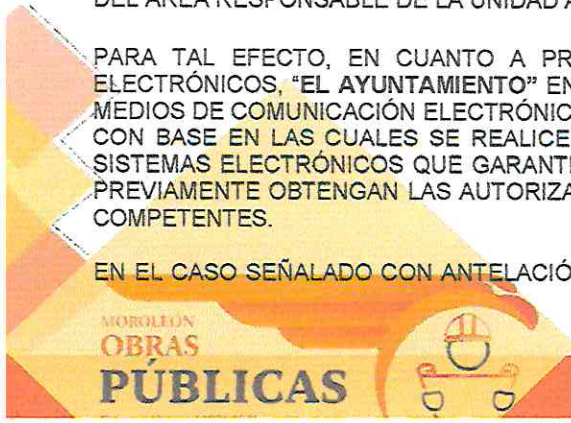 DEL ÁREA RESPONSABLE DE LA UNIDAD A
PARA TAL EFECTO, EN CUANTO A PR
ELECTRÓNICOS, "EL AYUNTAMIENTO" EN
MEDIOS DE COMUNICACIÓN ELECTRÓNIC
CON BASE EN LAS CUALES SE REALICE
SISTEMAS ELECTRÓNICOS QUE GARANTI
PREVIAMENTE OBTENGAN LAS AUTORIZA
COMPETENTES.
EN EL CASO SEÑALADO CON ANTELACIÓ
MOROLEÓN
OBRAS
PÚBLICAS